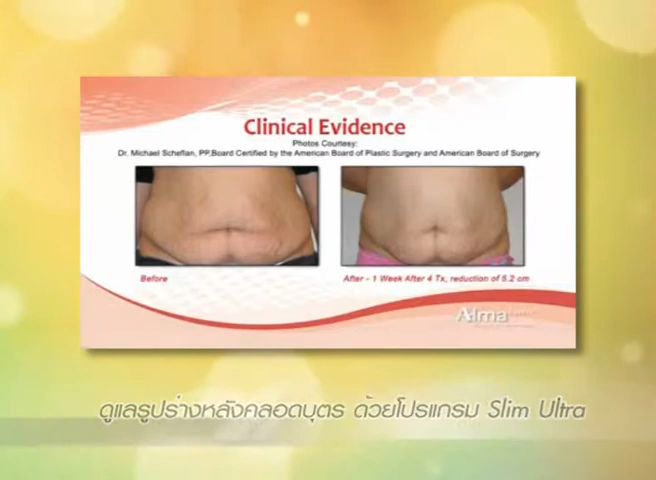 Clinical Evidence
Photos Courtesy:
Dr. Michael Scheflan, PP,Board Certified by the American Board of Plastic Surgery and American Board of Surgery
Before
After - 1 Week After 4 Tx, reduction of 5.2 cm
Alma
ดูแลรูปร่างหลังคลอดบุตร ด้วยโปรแกรม Slim Ultra